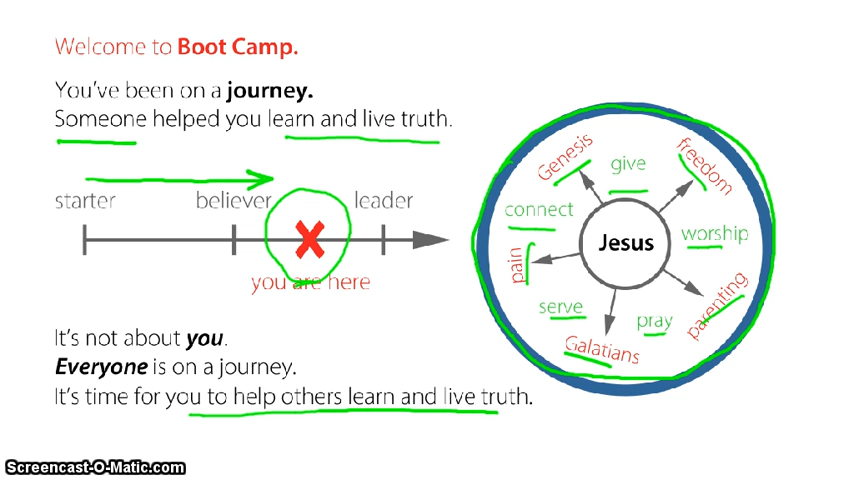 Welcome to Boot Camp.
You've been on a journey.
Someone helped you learn and live truth.
starter believer leader
you are here
It's not about you.
Everyone is on a journey.
It's time for you to help others learn and live truth.
Genesis
give
freedom
connect
worship
Jesus
pain
parenting
serve
pray
Galatians
Screencast-O-Matic.com